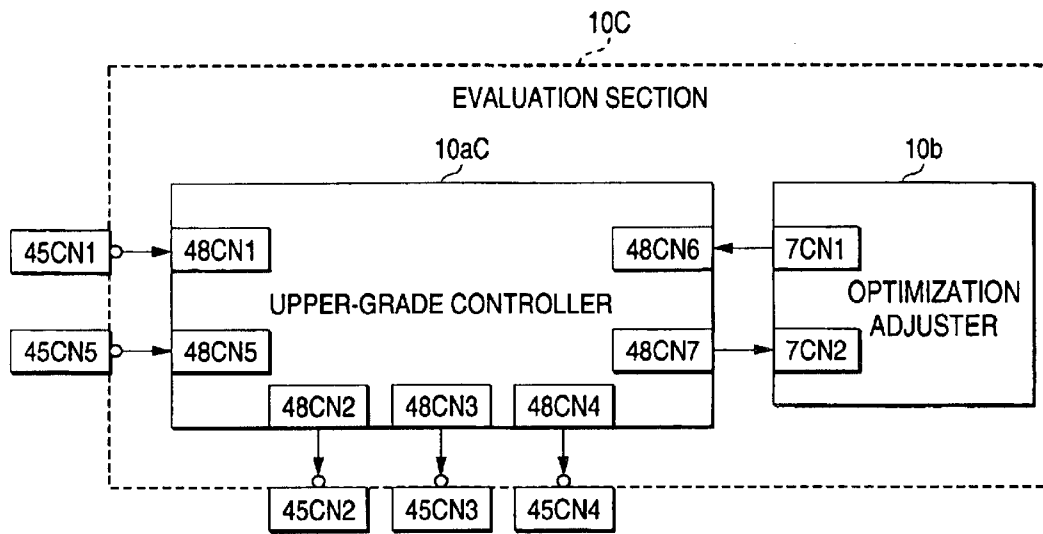 10C
EVALUATION SECTION
10aC
10b
45CN1
48CN1
48CN6
7CN1
UPPER-GRADE CONTROLLER
OPTIMIZATION
ADJUSTER
45CN5
48CN5
48CN7
7CN2
48CN2
48CN3
48CN4
45CN2
45CN3
45CN4